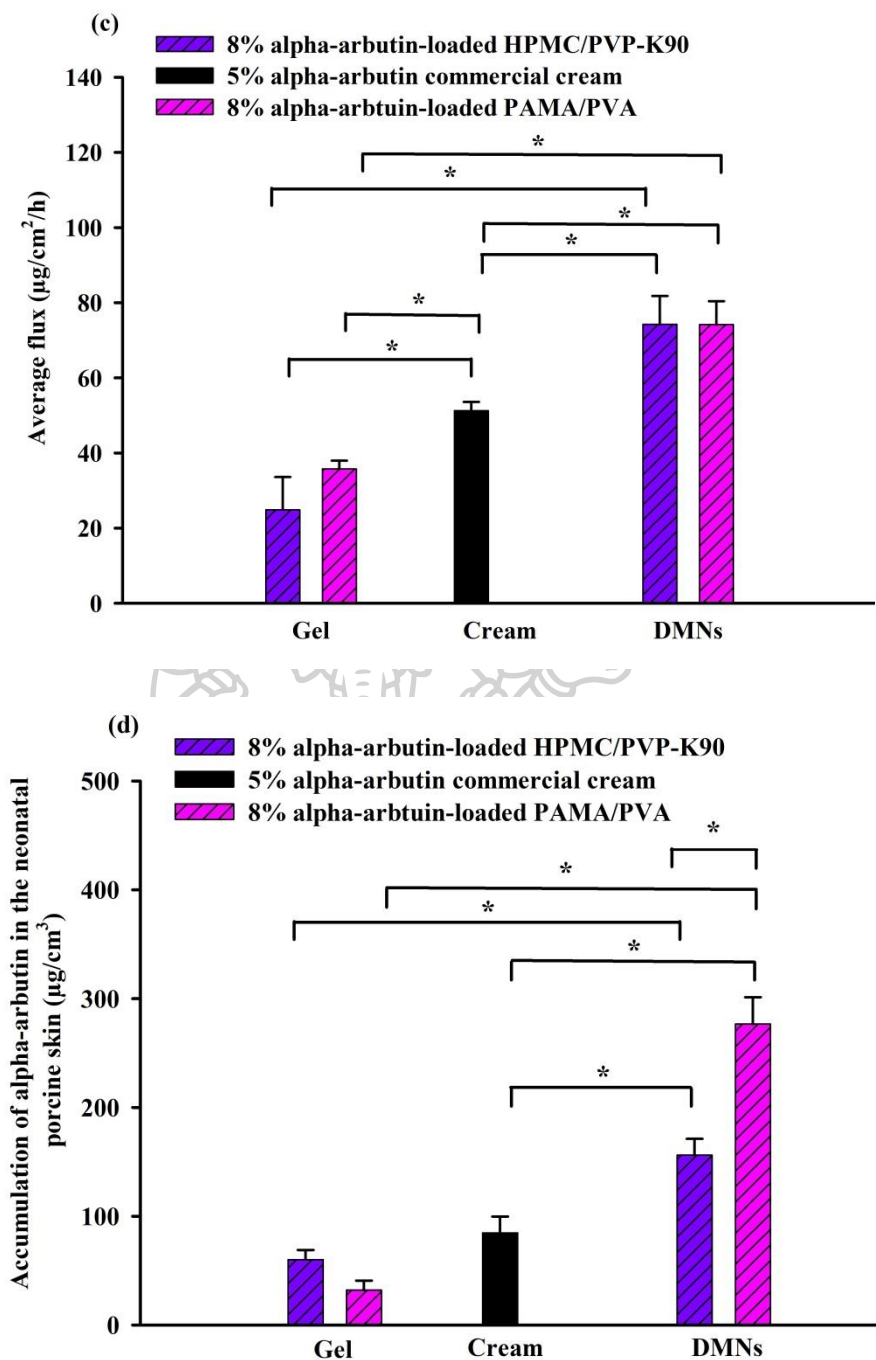 (c)
8% alpha-arbutin-loaded HPMC/PVP-K90
5% alpha-arbutin commercial cream
8% alpha-arbtuin-loaded PAMA/PVA
Average flux (µg/cm²/h)
140
120
100
80
60
40
20
0
*
*
*
*
*
*
Gel
Cream
DMNs
(d)
8% alpha-arbutin-loaded HPMC/PVP-K90
5% alpha-arbutin commercial cream
8% alpha-arbtuin-loaded PAMA/PVA
Accumulation of alpha-arbutin in the neonatal
porcine skin (µg/cm³)
500
400
300
200
100
0
*
*
*
*
*
Gel
Cream
DMNs